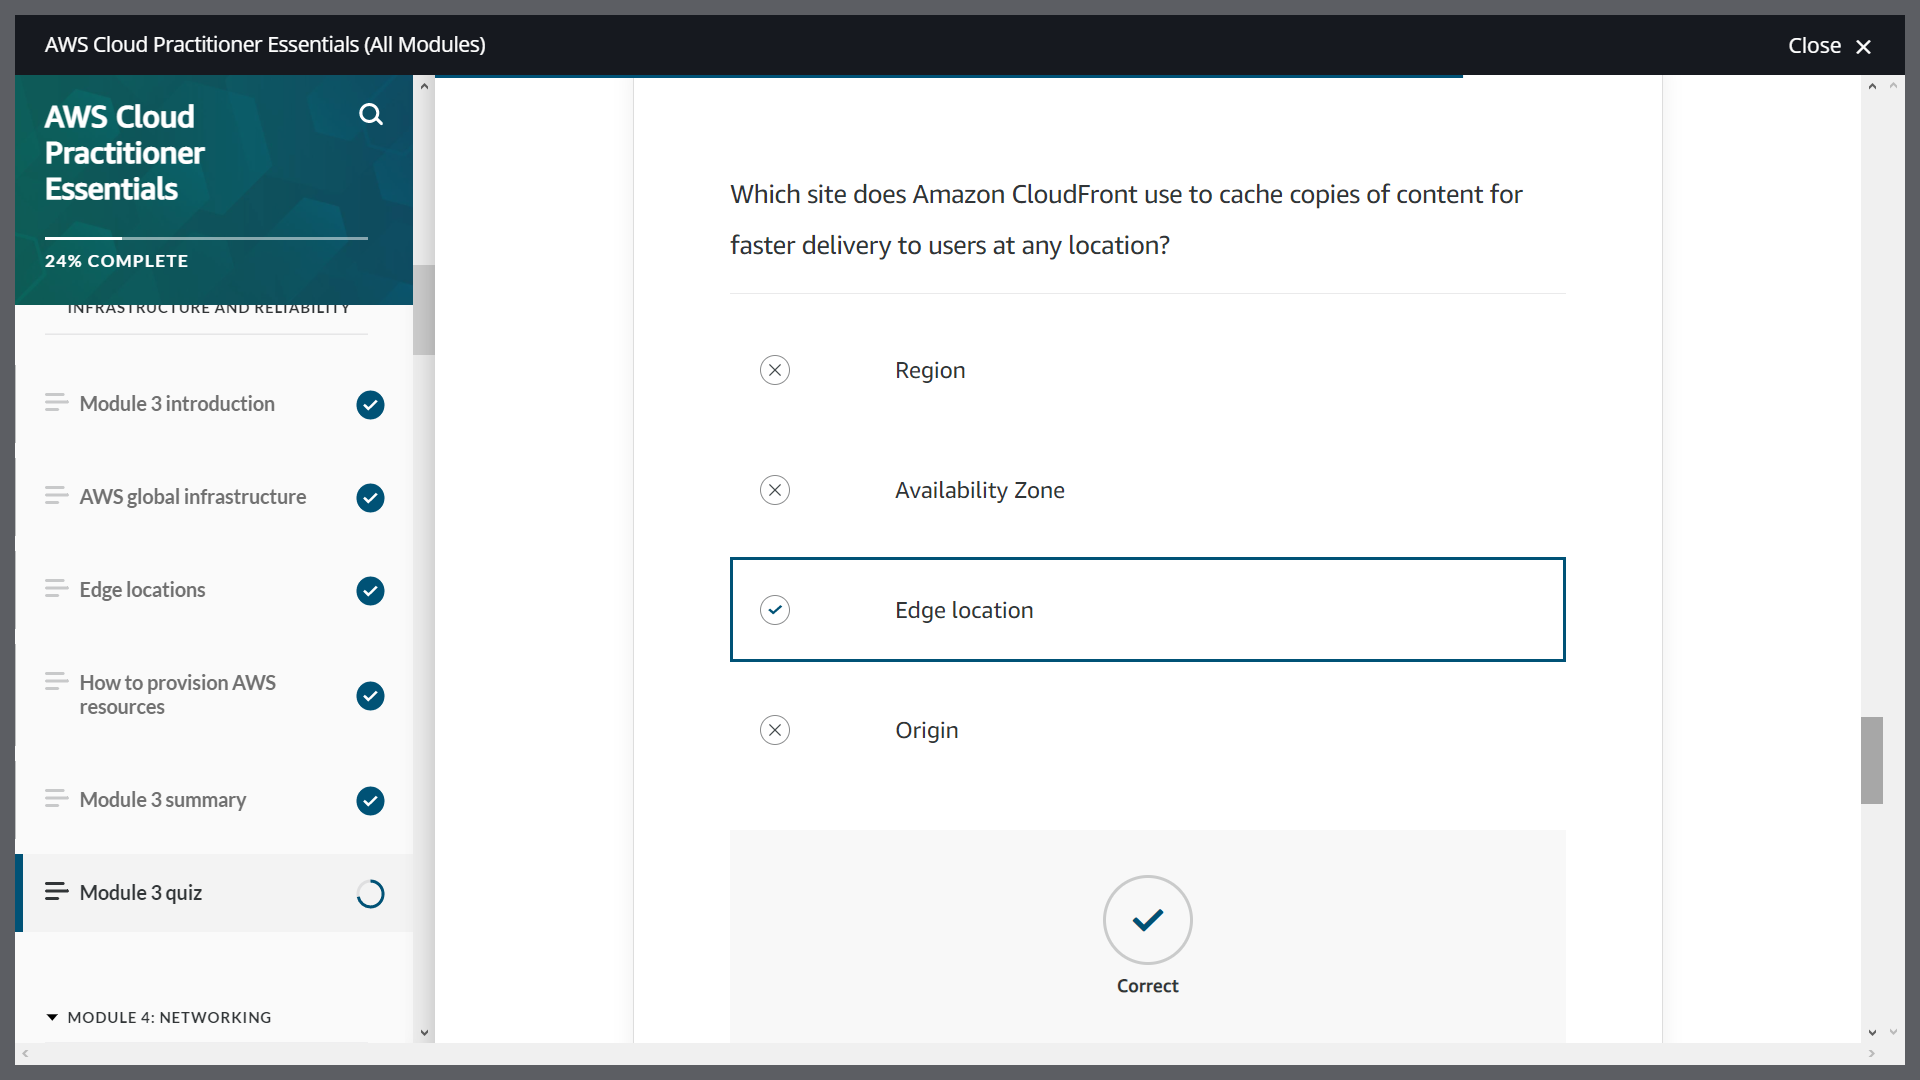 AWS Cloud Practitioner Essentials (All Modules)
Close
AWS Cloud
Practitioner
Essentials
24% COMPLETE
INFRASTRUCTURE AND RELIABILITY
Module 3 introduction
AWS global infrastructure
Edge locations
How to provision AWS
resources
Module 3 summary
Module 3 quiz
MODULE 4: NETWORKING
Which site does Amazon CloudFront use to cache copies of content for
faster delivery to users at any location?
Region
Availability Zone
Edge location
Origin
Correct